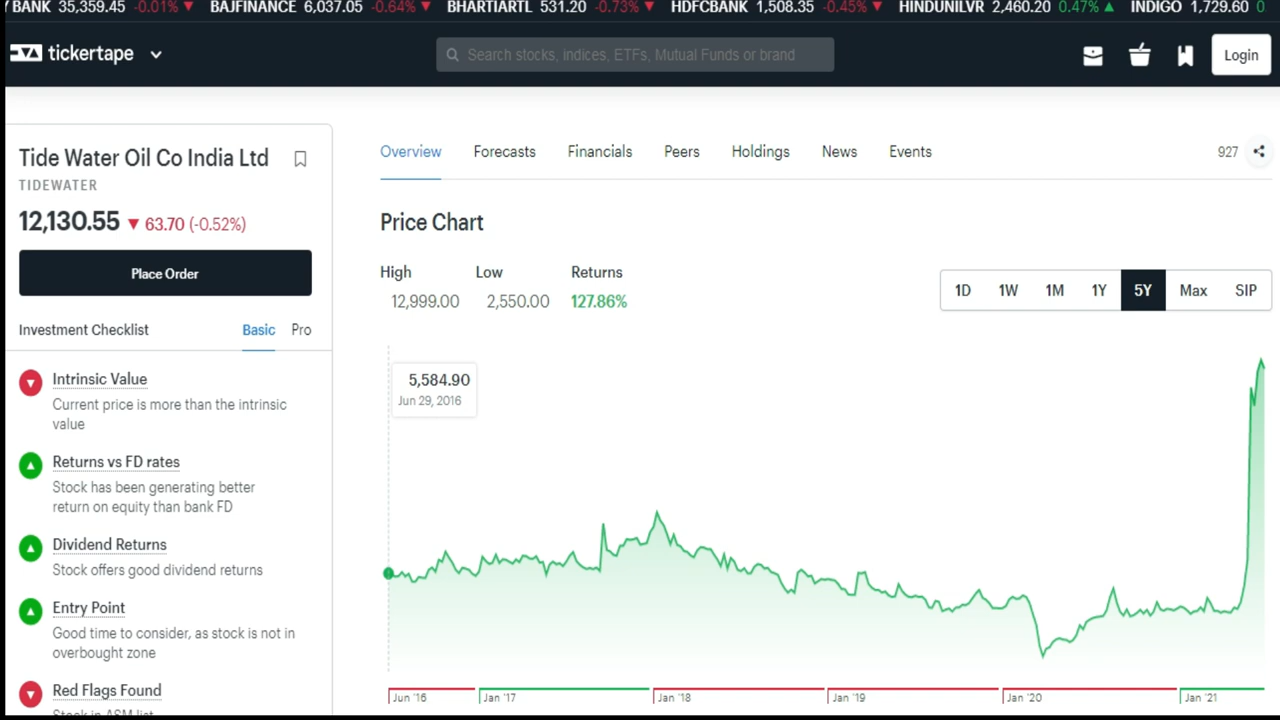 BANK 35,359.45 -0.01% ▼ BAJFINANCE 6,037.05 -0.64% ▼ BHARTIARTL 531.20 -0.73% ▼ HDFCBANK 1,508.35 -0.45% ▼ HINDUNILVR 2,460.20 0.47% ▲ INDIGO 1,729.60 0
tickertape
Search stocks, indices, ETFs, Mutual Funds or brand
Login
Tide Water Oil Co India Ltd
TIDEWATER
12,130.55 ▼ 63.70 (-0.52%)
Place Order
Investment Checklist Basic Pro
Intrinsic Value
Current price is more than the intrinsic
value
Returns vs FD rates
Stock has been generating better
return on equity than bank FD
Dividend Returns
Stock offers good dividend returns
Entry Point
Good time to consider, as stock is not in
overbought zone
Red Flags Found
Stock in ASM list
Overview Forecasts Financials Peers Holdings News Events 927
Price Chart
High Low Returns
12,999.00 2,550.00 127.86%
1D 1W 1M 1Y 5Y Max SIP
5,584.90
Jun 29, 2016
Jun '16 Jan '17 Jan '18 Jan '19 Jan '20 Jan '21